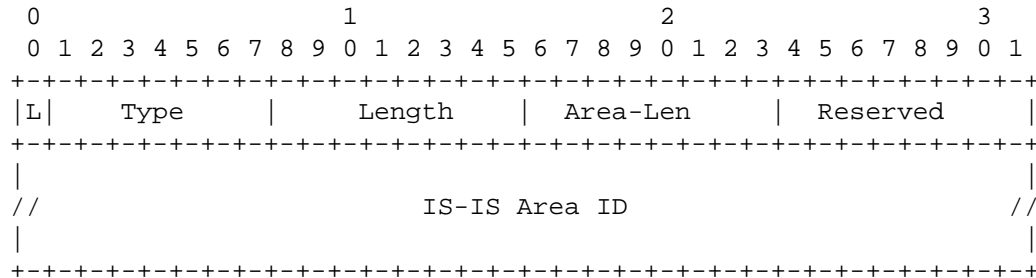 0                   1                   2                   3
 0 1 2 3 4 5 6 7 8 9 0 1 2 3 4 5 6 7 8 9 0 1 2 3 4 5 6 7 8 9 0 1
+-+-+-+-+-+-+-+-+-+-+-+-+-+-+-+-+-+-+-+-+-+-+-+-+-+-+-+-+-+-+-+-+
|L|    Type     |     Length    |  Area-Len     |  Reserved     |
+-+-+-+-+-+-+-+-+-+-+-+-+-+-+-+-+-+-+-+-+-+-+-+-+-+-+-+-+-+-+-+-+
|                                                               |
//                        IS-IS Area ID                        //
|                                                               |
+-+-+-+-+-+-+-+-+-+-+-+-+-+-+-+-+-+-+-+-+-+-+-+-+-+-+-+-+-+-+-+-+